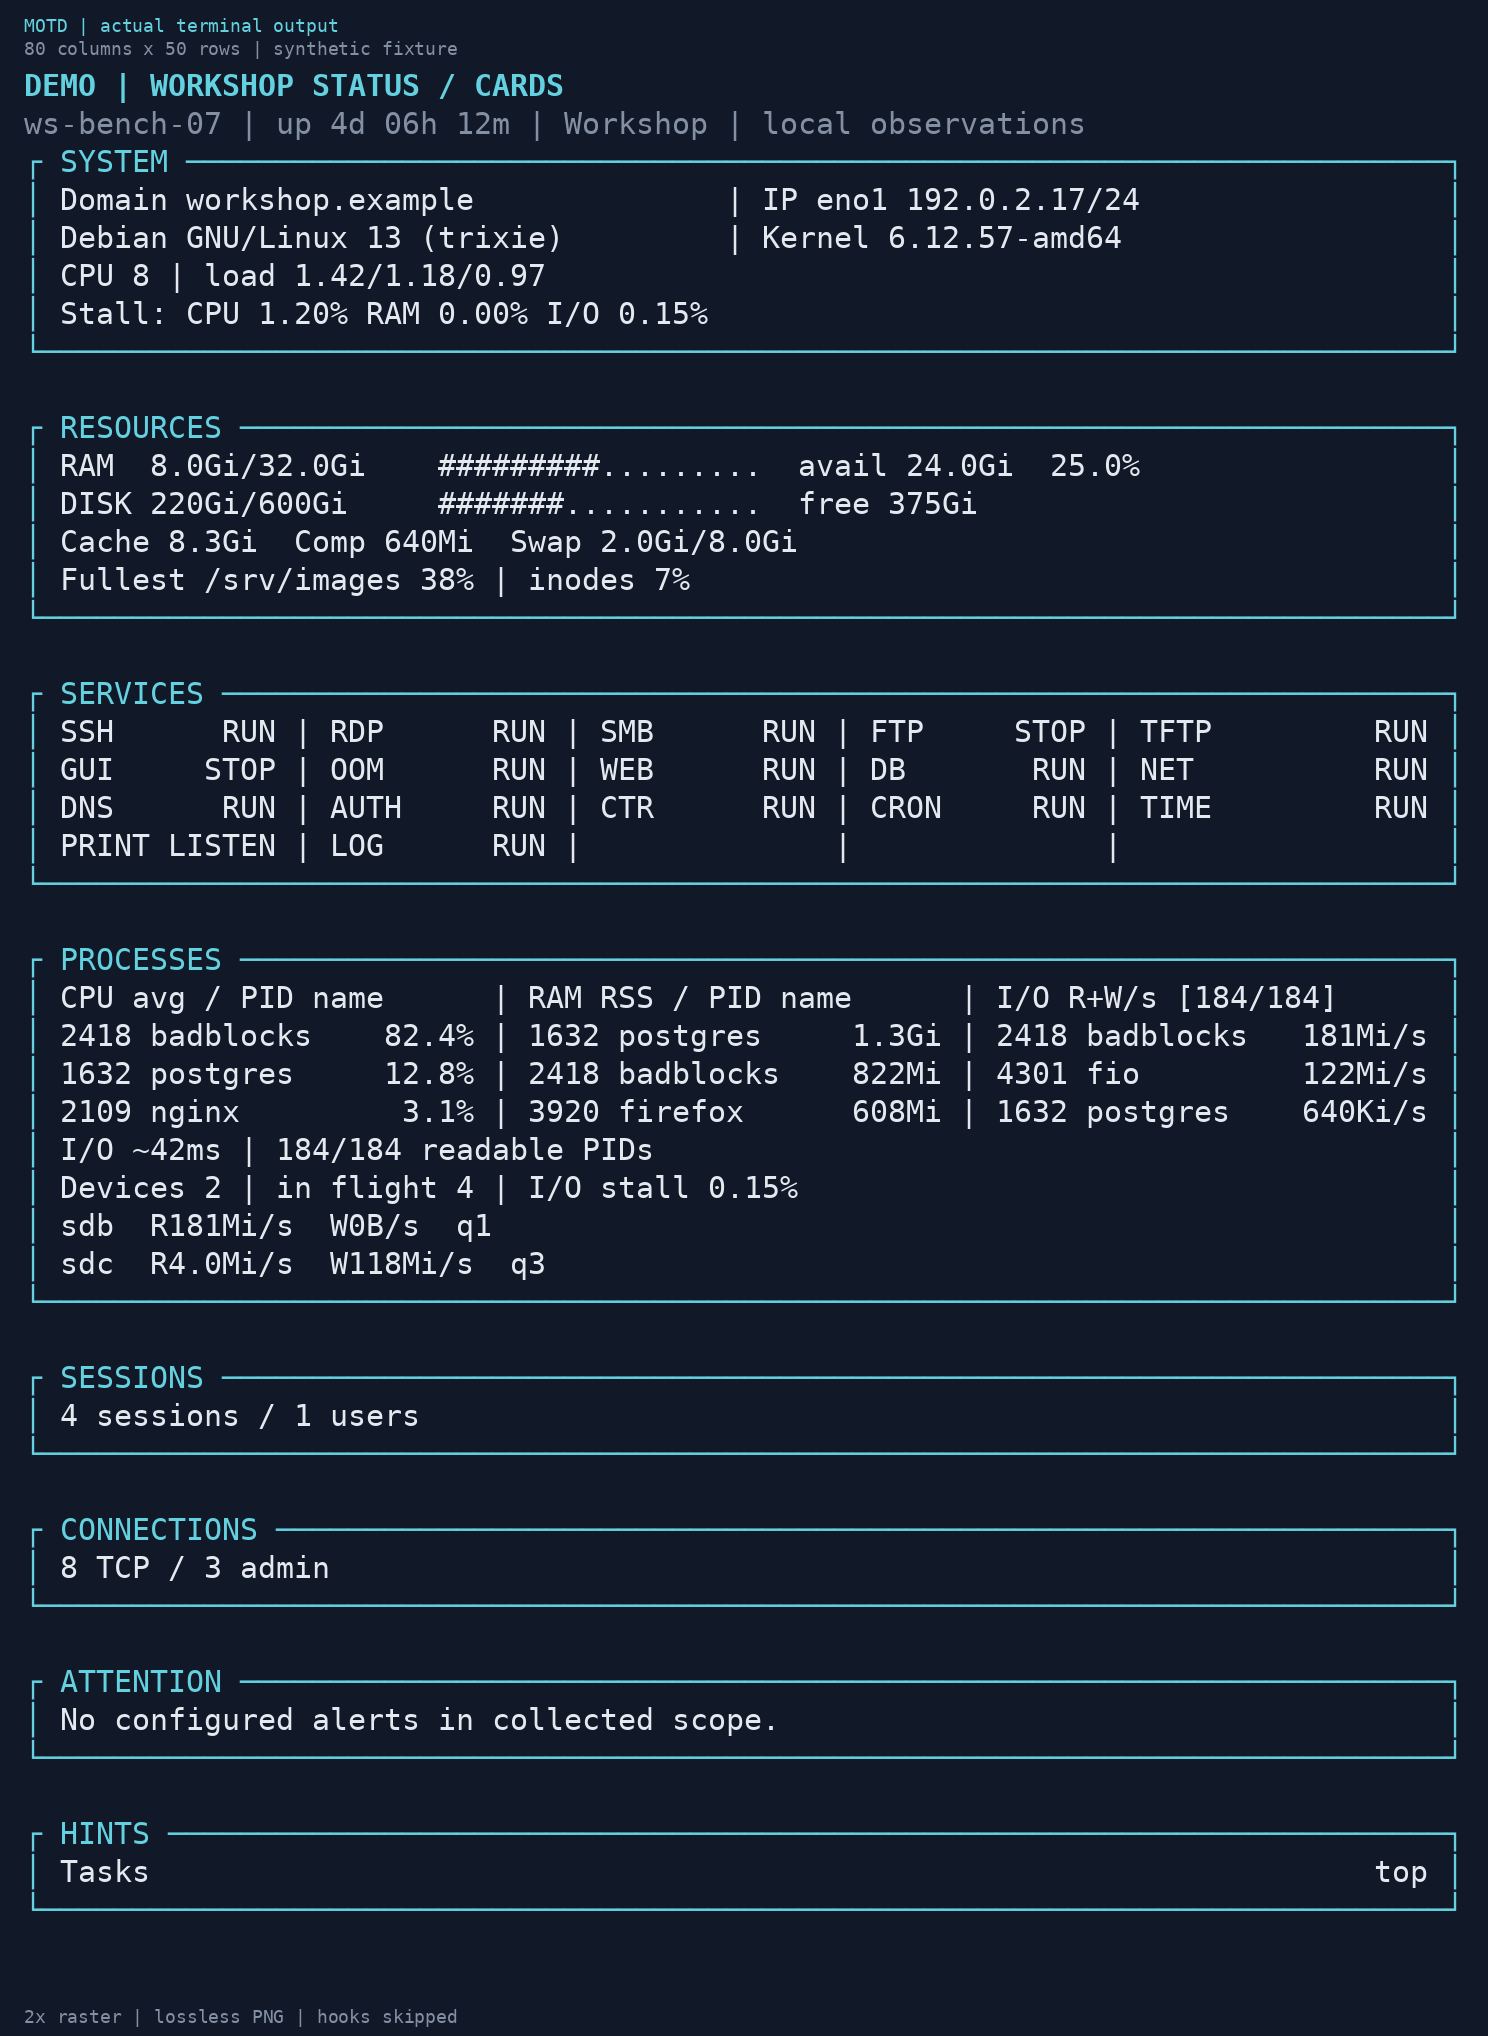 MOTD | actual terminal output
80 columns x 50 rows | synthetic fixture
DEMO | WORKSHOP STATUS / CARDS
ws-bench-07 | up 4d 06h 12m | Workshop | local observations
SYSTEM
Domain workshop.example | IP eno1 192.0.2.17/24
Debian GNU/Linux 13 (trixie) | Kernel 6.12.57-amd64
CPU 8 | load 1.42/1.18/0.97
Stall: CPU 1.20% RAM 0.00% I/O 0.15%
RESOURCES
RAM 8.0Gi/32.0Gi #########......... avail 24.0Gi 25.0%
DISK 220Gi/600Gi #######........... free 375Gi
Cache 8.3Gi Comp 640Mi Swap 2.0Gi/8.0Gi
Fullest /srv/images 38% | inodes 7%
SERVICES
SSH RUN | RDP RUN | SMB RUN | FTP STOP | TFTP RUN
GUI STOP | OOM RUN | WEB RUN | DB RUN | NET RUN
DNS RUN | AUTH RUN | CTR RUN | CRON RUN | TIME RUN
PRINT LISTEN | LOG RUN | | |
PROCESSES
CPU avg / PID name | RAM RSS / PID name | I/O R+W/s [184/184]
2418 badblocks 82.4% | 1632 postgres 1.3Gi | 2418 badblocks 181Mi/s
1632 postgres 12.8% | 2418 badblocks 822Mi | 4301 fio 122Mi/s
2109 nginx 3.1% | 3920 firefox 608Mi | 1632 postgres 640Ki/s
I/O ~42ms | 184/184 readable PIDs
Devices 2 | in flight 4 | I/O stall 0.15%
sdb R181Mi/s W0B/s q1
sdc R4.0Mi/s W118Mi/s q3
SESSIONS
4 sessions / 1 users
CONNECTIONS
8 TCP / 3 admin
ATTENTION
No configured alerts in collected scope.
HINTS
Tasks top
2x raster | lossless PNG | hooks skipped